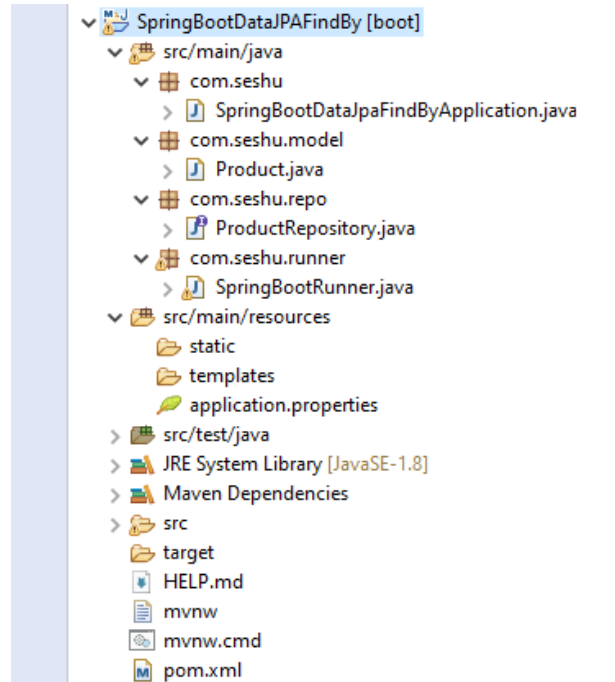 SpringBootDataJPAFindBy [boot]
src/main/java
com.seshu
SpringBootDataJpaFindByApplication.java
com.seshu.model
Product.java
com.seshu.repo
ProductRepository.java
com.seshu.runner
SpringBootRunner.java
src/main/resources
static
templates
application.properties
src/test/java
JRE System Library [JavaSE-1.8]
Maven Dependencies
src
target
HELP.md
mvnw
mvnw.cmd
pom.xml